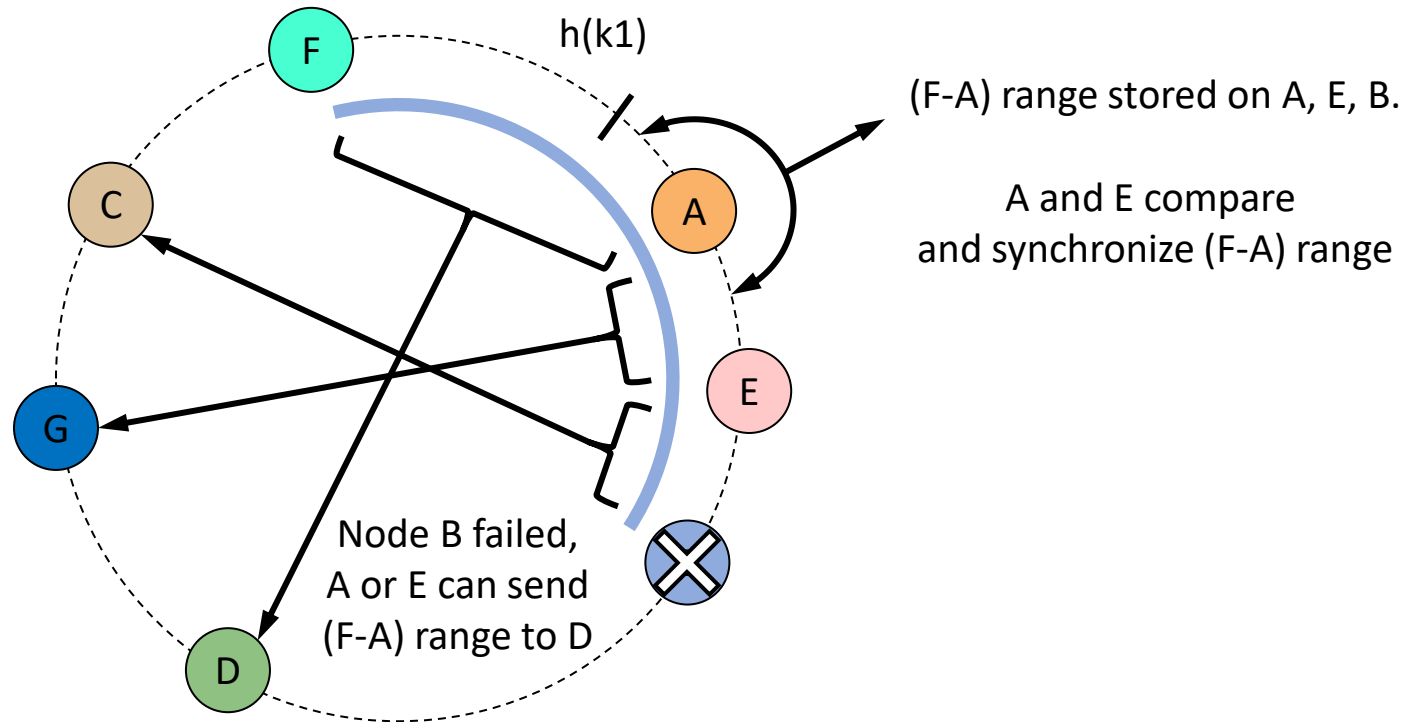 F
h(k1)
(F-A) range stored on A, E, B.
C
A
A and E compare
and synchronize (F-A) range
E
G
Node B failed,
A or E can send
(F-A) range to D
D